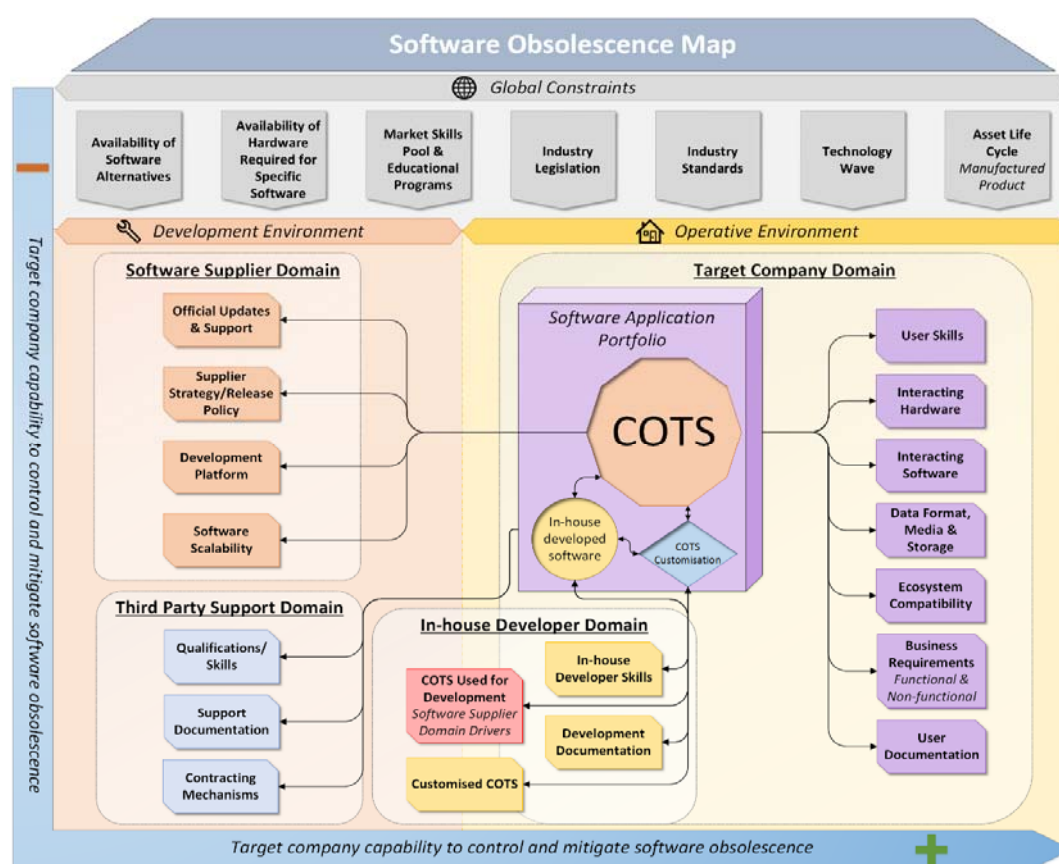 Software Obsolescence Map
Global Constraints
Availability of
Software
Alternatives
Availability of
Hardware
Required for
Specific
Software
Market Skills
Pool &
Educational
Programs
Industry
Legislation
Industry
Standards
Technology
Wave
Asset Life
Cycle
Manufactured
Product
Target company capability to control and mitigate software obsolescence
Development Environment
Operative Environment
Software Supplier Domain
Official Updates
& Support
Supplier
Strategy/Release
Policy
Development
Platform
Software
Scalability
Target Company Domain
Software Application
Portfolio
COTS
In-house
developed
software
COTS
Customisation
User Skills
Interacting
Hardware
Interacting
Software
Data Format,
Media &
Storage
Ecosystem
Compatibility
Business
Requirements
Functional &
Non-functional
User
Documentation
Third Party Support Domain
Qualifications/
Skills
Support
Documentation
Contracting
Mechanisms
In-house Developer Domain
In-house
Developer Skills
COTS Used for
Development
Software Supplier
Domain Drivers
Development
Documentation
Customised COTS
Target company capability to control and mitigate software obsolescence